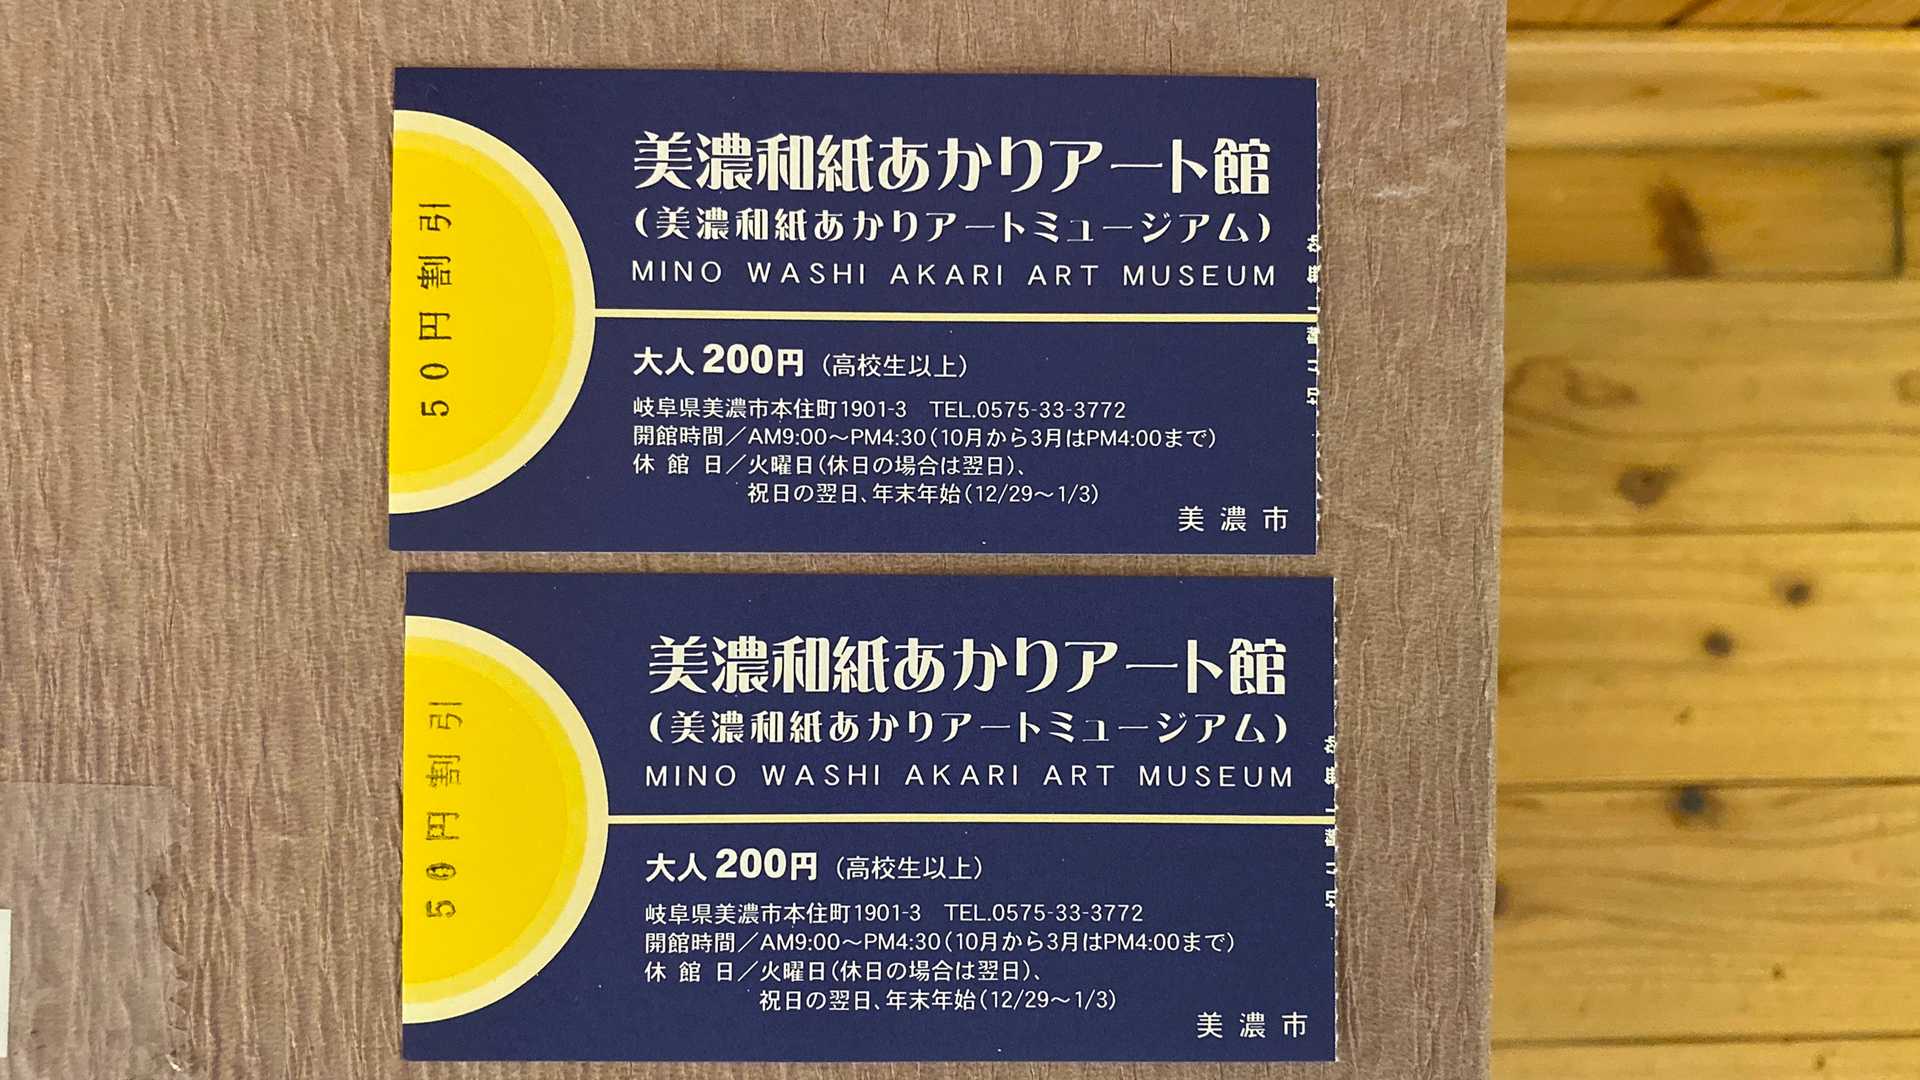 50円割引
美濃和紙あかりアート館
(美濃和紙あかりアートミュージアム)
MINO WASHI AKARI ART MUSEUM
大人200円(高校生以上)
岐阜県美濃市本住町1901-3 TEL.0575-33-3772
開館時間/AM9:00〜PM4:30(10月から3月はPM4:00まで)
休館日/火曜日(休日の場合は翌日)、
祝日の翌日、年末年始(12/29〜1/3)
美濃市
50円割引
美濃和紙あかりアート館
(美濃和紙あかりアートミュージアム)
MINO WASHI AKARI ART MUSEUM
大人200円(高校生以上)
岐阜県美濃市本住町1901-3 TEL.0575-33-3772
開館時間/AM9:00〜PM4:30(10月から3月はPM4:00まで)
休館日/火曜日(休日の場合は翌日)、
祝日の翌日、年末年始(12/29〜1/3)
美濃市